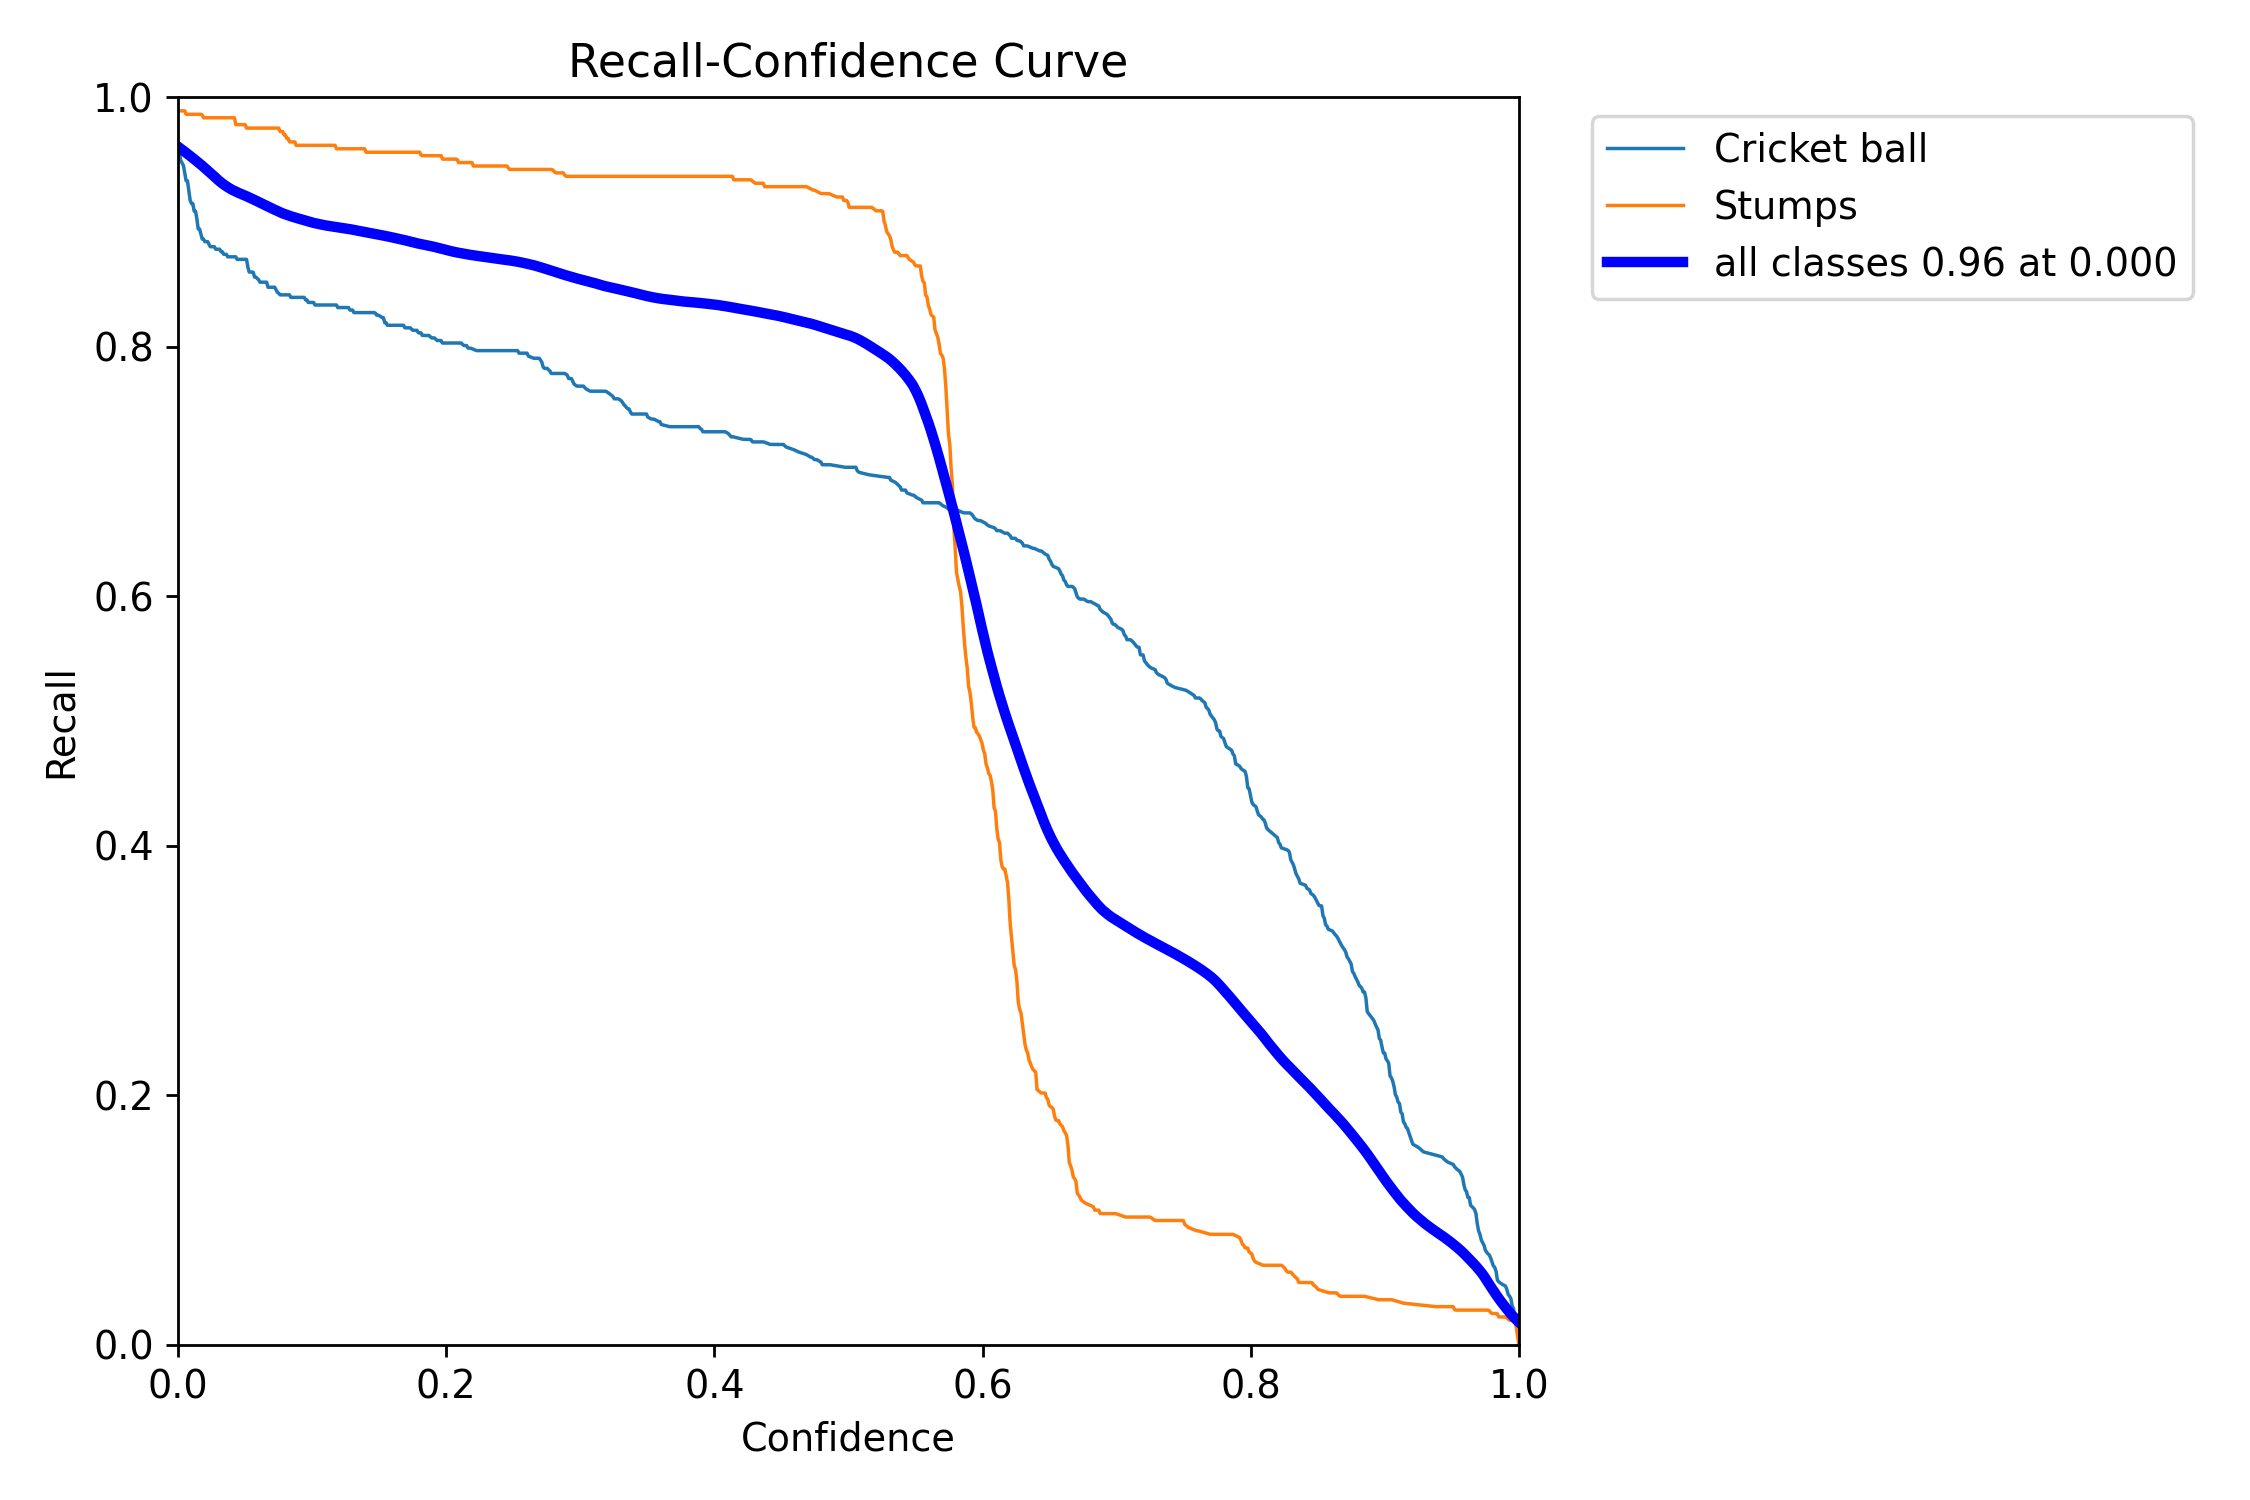 Recall-Confidence Curve
1.0
0.8
0.6
0.4
0.2
0.0
Recall
0.0 0.2 0.4 0.6 0.8 1.0
Confidence
Cricket ball
Stumps
all classes 0.96 at 0.000